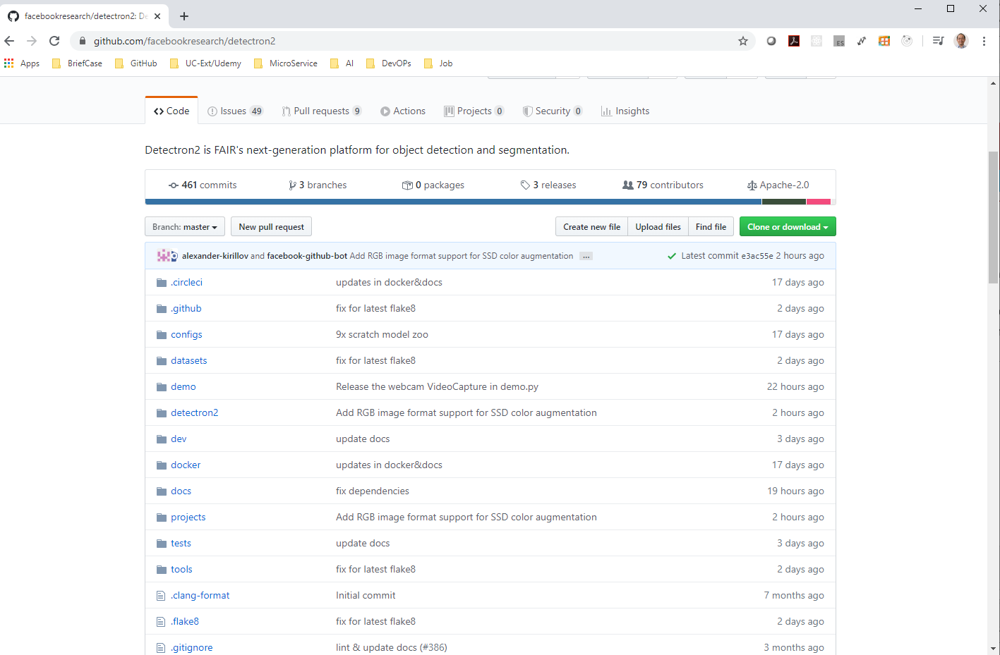 facebookresearch/detectron2: De
github.com/facebookresearch/detectron2
Apps BriefCase GitHub UC-Ext/Udemy MicroService AI DevOPs Job
Code Issues 49 Pull requests 9 Actions Projects 0 Security 0 Insights
Detectron2 is FAIR's next-generation platform for object detection and segmentation.
461 commits 3 branches 0 packages 3 releases 79 contributors Apache-2.0
Branch: master New pull request Create new file Upload files Find file Clone or download
alexander-kirillov and facebook-github-bot Add RGB image format support for SSD color augmentation ... Latest commit e3ac55e 2 hours ago
.circleci updates in docker&docs 17 days ago
.github fix for latest flake8 2 days ago
configs 9x scratch model zoo 17 days ago
datasets fix for latest flake8 2 days ago
demo Release the webcam VideoCapture in demo.py 22 hours ago
detectron2 Add RGB image format support for SSD color augmentation 2 hours ago
dev update docs 3 days ago
docker updates in docker&docs 17 days ago
docs fix dependencies 19 hours ago
projects Add RGB image format support for SSD color augmentation 2 hours ago
tests update docs 3 days ago
tools fix for latest flake8 2 days ago
.clang-format Initial commit 7 months ago
.flake8 fix for latest flake8 2 days ago
.gitignore lint & update docs (#386) 3 months ago